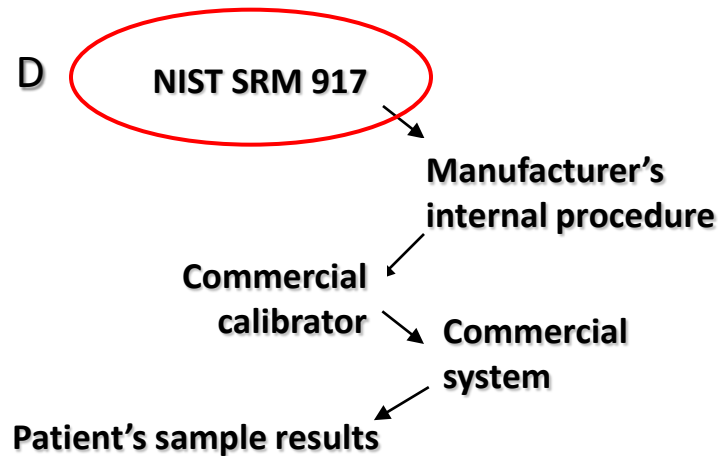 D
NIST SRM 917
Manufacturer’s
internal procedure
Commercial
calibrator
Commercial
system
Patient’s sample results